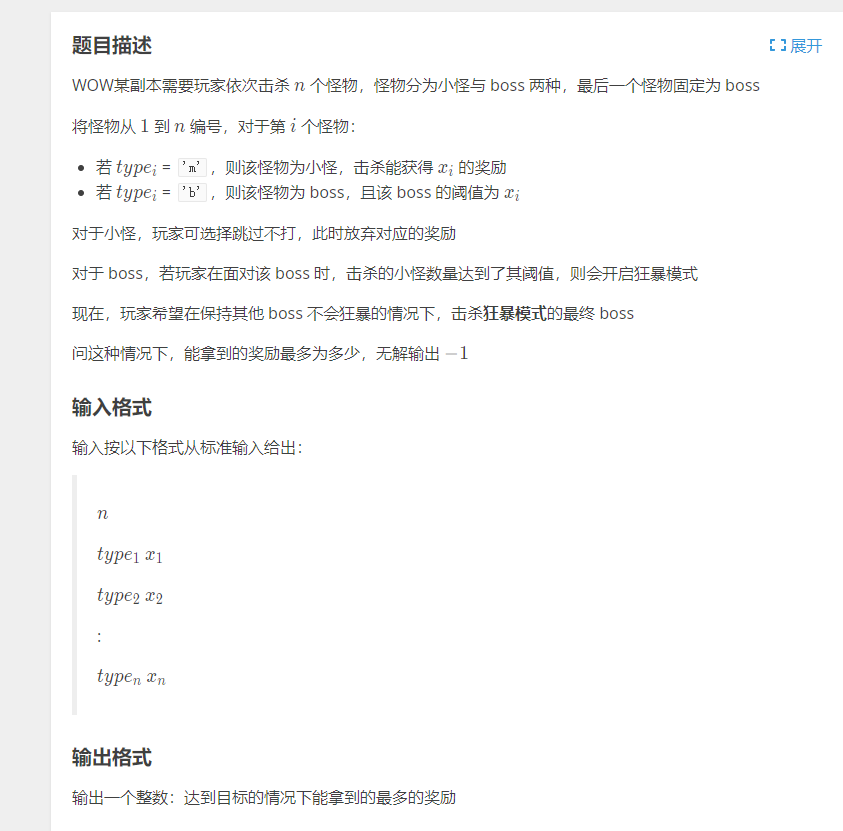 题目描述
展开
WOW某副本需要玩家依次击杀 n 个怪物，怪物分为小怪与 boss 两种，最后一个怪物固定为 boss
将怪物从 1 到 n 编号，对于第 i 个怪物：
• 若 type_i = 'm' ，则该怪物为小怪，击杀能获得 x_i 的奖励
• 若 type_i = 'b' ，则该怪物为 boss，且该 boss 的阈值为 x_i
对于小怪，玩家可选择跳过不打，此时放弃对应的奖励
对于 boss，若玩家在面对该 boss 时，击杀的小怪数量达到了其阈值，则会开启狂暴模式
现在，玩家希望在保持其他 boss 不会狂暴的情况下，击杀狂暴模式的最终 boss
问这种情况下，能拿到的奖励最多为多少，无解输出 −1
输入格式
输入按以下格式从标准输入给出：
n
type_1 x_1
type_2 x_2
:
type_n x_n
输出格式
输出一个整数：达到目标的情况下能拿到的最多的奖励